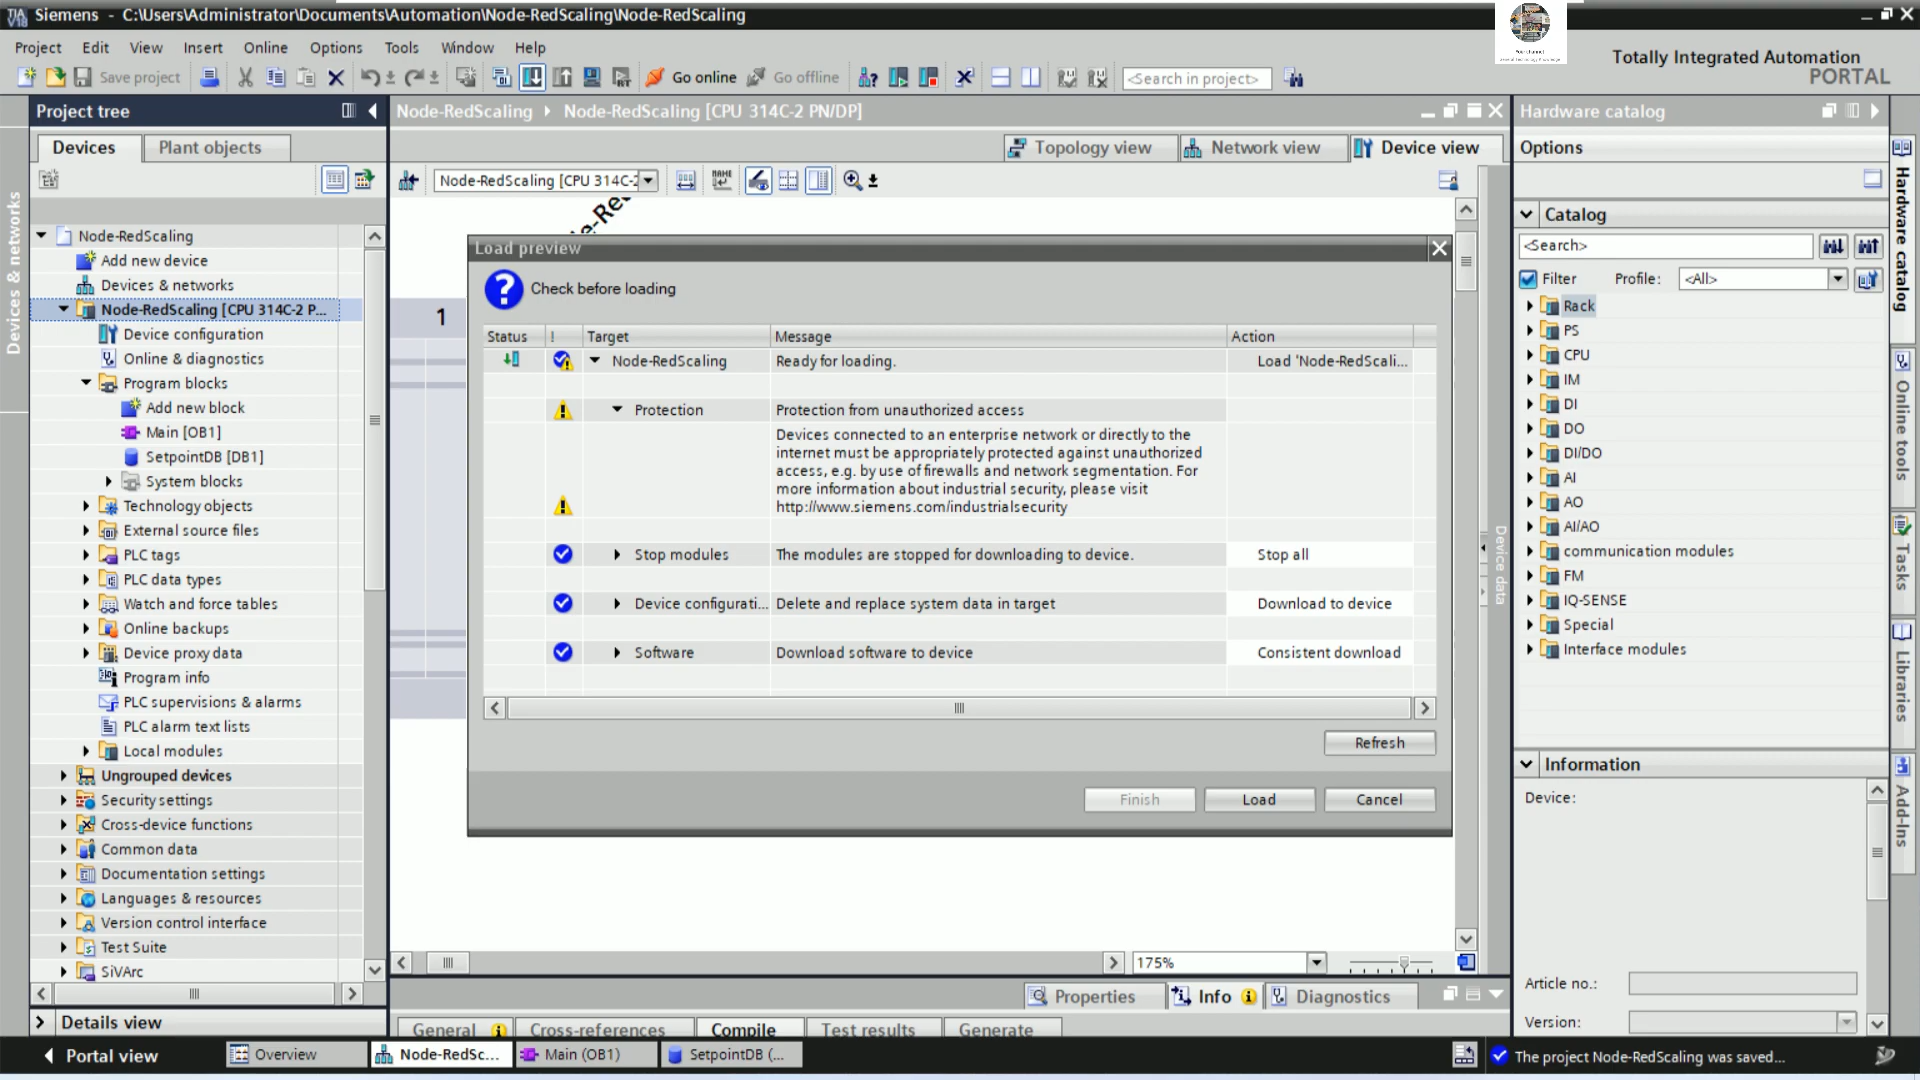 Siemens - C:\Users\Administrator\Documents\Automation\Node-RedScaling\Node-RedScaling
Project Edit View Insert Online Options Tools Window Help
Totally Integrated Automation
PORTAL
Save project
Go online
Go offline
<Search in project>
Your Channel
Project tree
Devices
Plant objects
Devices & networks
Node-RedScaling
Add new device
Devices & networks
Node-RedScaling [CPU 314C-2 P...
Device configuration
Online & diagnostics
Program blocks
Add new block
Main [OB1]
SetpointDB [DB1]
System blocks
Technology objects
External source files
PLC tags
PLC data types
Watch and force tables
Online backups
Device proxy data
Program info
PLC supervisions & alarms
PLC alarm text lists
Local modules
Ungrouped devices
Security settings
Cross-device functions
Common data
Documentation settings
Languages & resources
Version control interface
Test Suite
SiVArc
Details view
Node-RedScaling Node-RedScaling [CPU 314C-2 PN/DP]
Topology view
Network view
Device view
Node-RedScaling [CPU 314C-2
1
Load preview
Check before loading
Status ! Target Message Action
Node-RedScaling Ready for loading. Load 'Node-RedScali...
Protection Protection from unauthorized access
Devices connected to an enterprise network or directly to the
internet must be appropriately protected against unauthorized
access, e.g. by use of firewalls and network segmentation. For
more information about industrial security, please visit
http://www.siemens.com/industrialsecurity
Stop modules The modules are stopped for downloading to device. Stop all
Device configurati... Delete and replace system data in target Download to device
Software Download software to device Consistent download
Refresh
Finish
Load
Cancel
Device data
175%
Properties
Info
Diagnostics
General
Cross-references
Compile
Test results
Generate
Hardware catalog
Options
Catalog
<Search>
Filter Profile: <All>
Rack
PS
CPU
IM
DI
DO
DI/DO
AI
AO
AI/AO
communication modules
FM
IQ-SENSE
Special
Interface modules
Information
Device:
Article no.:
Version:
Hardware catalog
Online tools
Tasks
Libraries
Add-Ins
Portal view
Overview
Node-RedSc...
Main (OB1)
SetpointDB (...
The project Node-RedScaling was saved...